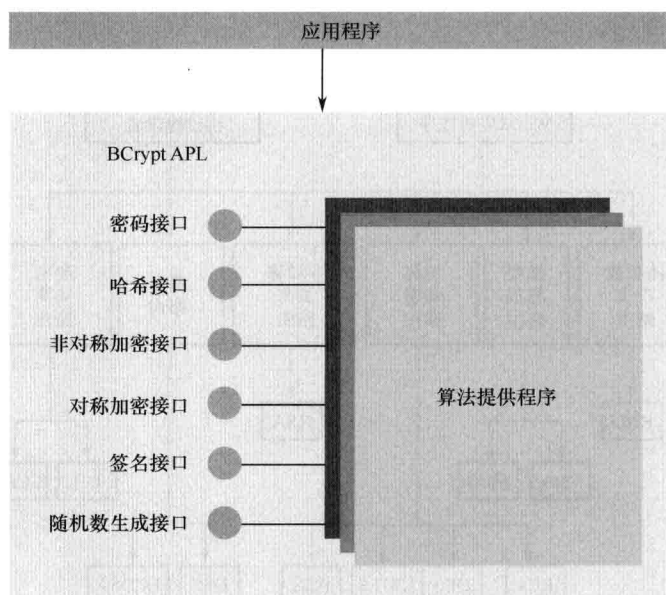 应用程序
BCrypt APL
密码接口
哈希接口
非对称加密接口
对称加密接口
签名接口
随机数生成接口
算法提供程序